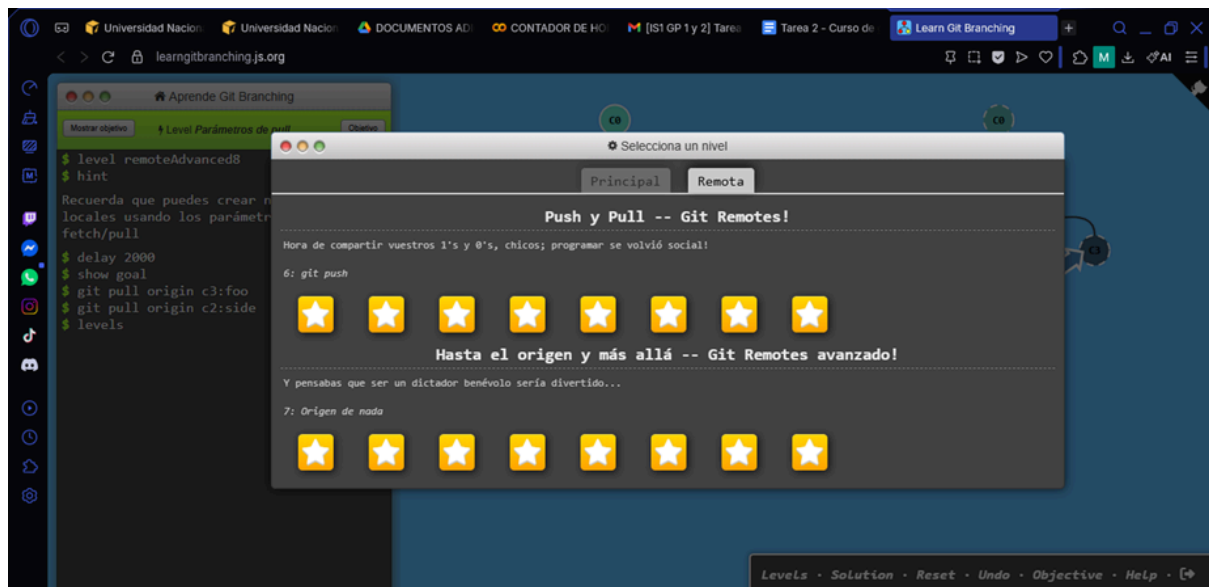 Universidad Nacion
Universidad Nacion
DOCUMENTOS AD
CONTADOR DE HO
[IS1 GP 1 y 2] Tarea
Tarea 2 - Curso de
Learn Git Branching
learngitbranching.js.org
M
AI
Aprende Git Branching
Mostrar objetivo
Level Parámetros de pull
Objetivo
$ level remoteAdvanced8
$ hint
Recuerda que puedes crear n
locales usando los parámetr
fetch/pull
$ delay 2000
$ show goal
$ git pull origin c3:foo
$ git pull origin c2:side
$ levels
C0
C0
C3
Selecciona un nivel
Principal
Remota
Push y Pull -- Git Remotes!
Hora de compartir vuestros 1's y 0's, chicos; programar se volvió social!
6: git push
Hasta el origen y más allá -- Git Remotes avanzado!
Y pensabas que ser un dictador benévolo sería divertido...
7: Origen de nada
Levels · Solution · Reset · Undo · Objective · Help ·